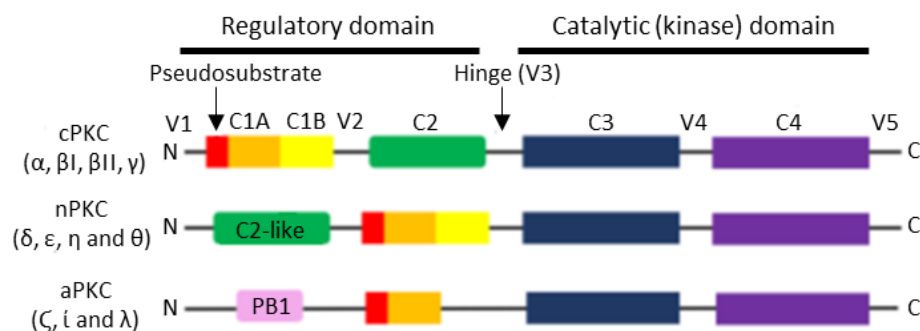 Regulatory domain Catalytic (kinase) domain
Pseudosubstrate Hinge (V3)
V1 C1A C1B V2 C2 C3 V4 C4 V5
cPKC
(α, βI, βII, γ) N C
nPKC
(δ, ε, η and θ) N C2-like C
aPKC
(ζ, ί and λ) N PB1 C